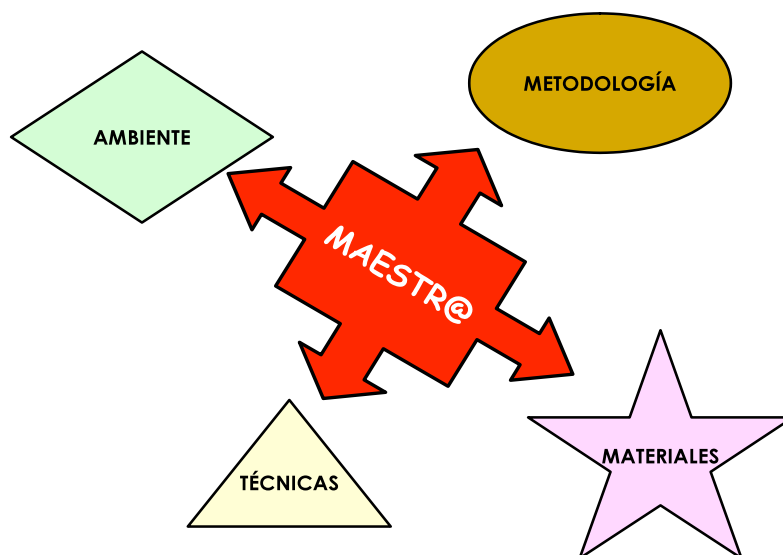 METODOLOGÍA
AMBIENTE
MAESTR@
MATERIALES
TÉCNICAS